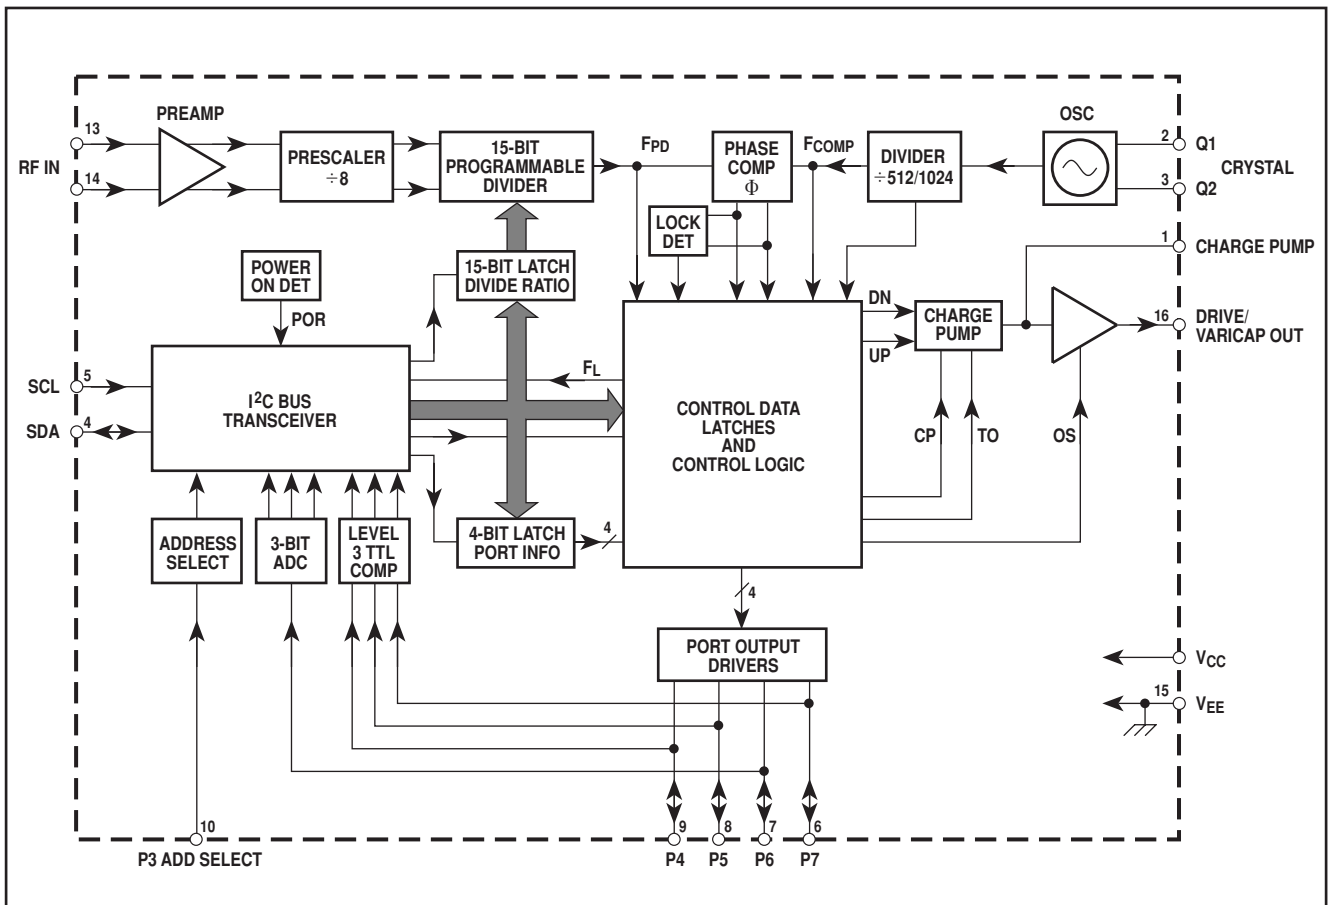 PREAMP
OSC
13
RF IN
14
PRESCALER
÷8
15-BIT
PROGRAMMABLE
DIVIDER
FPD
PHASE
COMP
Φ
FCOMP
DIVIDER
÷512/1024
2
Q1
CRYSTAL
3
Q2
LOCK
DET
1
CHARGE PUMP
POWER
ON DET
POR
15-BIT LATCH
DIVIDE RATIO
DN
UP
CHARGE
PUMP
16
DRIVE/
VARICAP OUT
SCL
5
SDA
4
I2C BUS
TRANSCEIVER
FL
CONTROL DATA
LATCHES
AND
CONTROL LOGIC
CP
TO
OS
ADDRESS
SELECT
3-BIT
ADC
LEVEL
3 TTL
COMP
4-BIT LATCH
PORT INFO
4
4
PORT OUTPUT
DRIVERS
VCC
15
VEE
10
P3 ADD SELECT
9
P4
8
P5
7
P6
6
P7